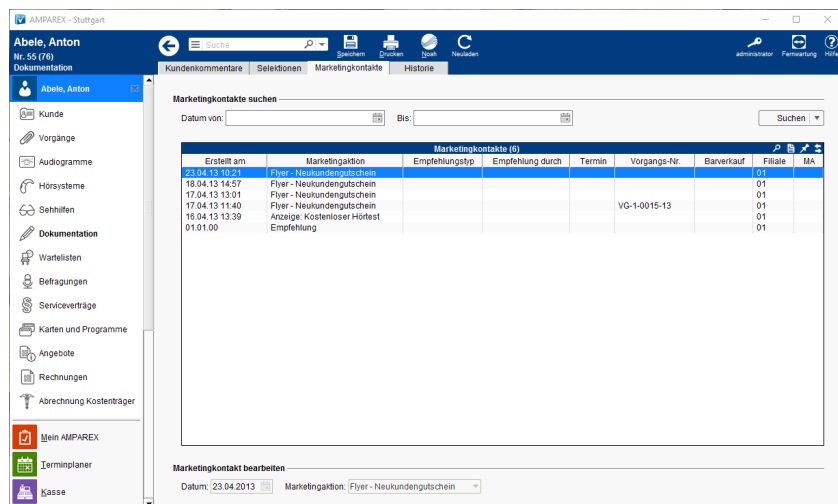 AMPAREX - Stuttgart
Abele, Anton
Nr. 55 (76)
Dokumentation
Suche
Speichern Drucken Noah Neuladen
administrator Fernwartung Hilfe
Kundenkommentare Selektionen Marketingkontakte Historie
Abele, Anton
Kunde
Vorgänge
Audiogramme
Hörsysteme
Sehhilfen
Dokumentation
Wartelisten
Befragungen
Serviceverträge
Karten und Programme
Angebote
Rechnungen
Abrechnung Kostenträger
Mein AMPAREX
Terminplaner
Kasse
Marketingkontakte suchen
Datum von: Bis: Suchen
Marketingkontakte (6)
Erstellt am Marketingaktion Empfehlungstyp Empfehlung durch Termin Vorgangs-Nr. Barverkauf Filiale MA
23.04.13 10:21 Flyer - Neukundengutschein 01
18.04.13 14:57 Flyer - Neukundengutschein 01
17.04.13 13:01 Flyer - Neukundengutschein 01
17.04.13 11:40 Flyer - Neukundengutschein VG-1-0015-13 01
16.04.13 13:39 Anzeige: Kostenloser Hörtest 01
01.01.00 Empfehlung 01
Marketingkontakt bearbeiten
Datum: 23.04.2013 Marketingaktion: Flyer - Neukundengutschein